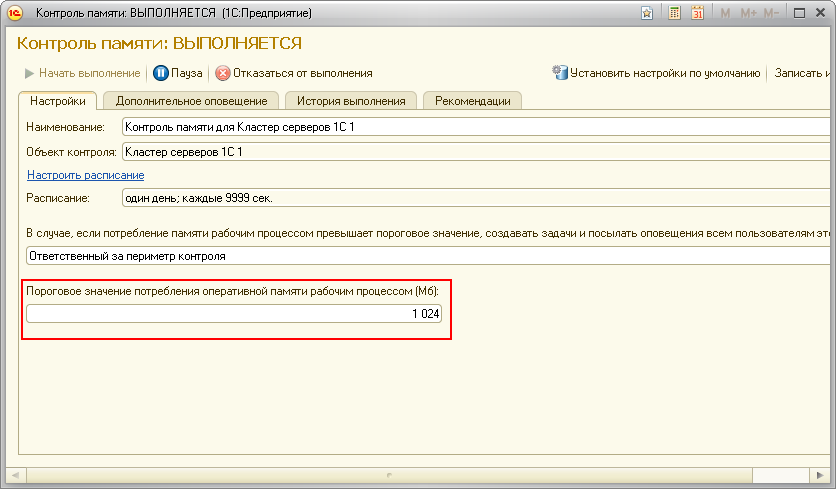 Контроль памяти: ВЫПОЛНЯЕТСЯ (1С:Предприятие)
M M+ M-
31
Контроль памяти: ВЫПОЛНЯЕТСЯ
Начать выполнение Пауза Отказаться от выполнения Установить настройки по умолчанию Записать и
Настройки Дополнительное оповещение История выполнения Рекомендации
Наименование: Контроль памяти для Кластер серверов 1С 1
Объект контроля: Кластер серверов 1С 1
Настроить расписание
Расписание: один день; каждые 9999 сек.
В случае, если потребление памяти рабочим процессом превышает пороговое значение, создавать задачи и посылать оповещения всем пользователям это
Ответственный за периметр контроля
Пороговое значение потребления оперативной памяти рабочим процессом (Мб):
1 024